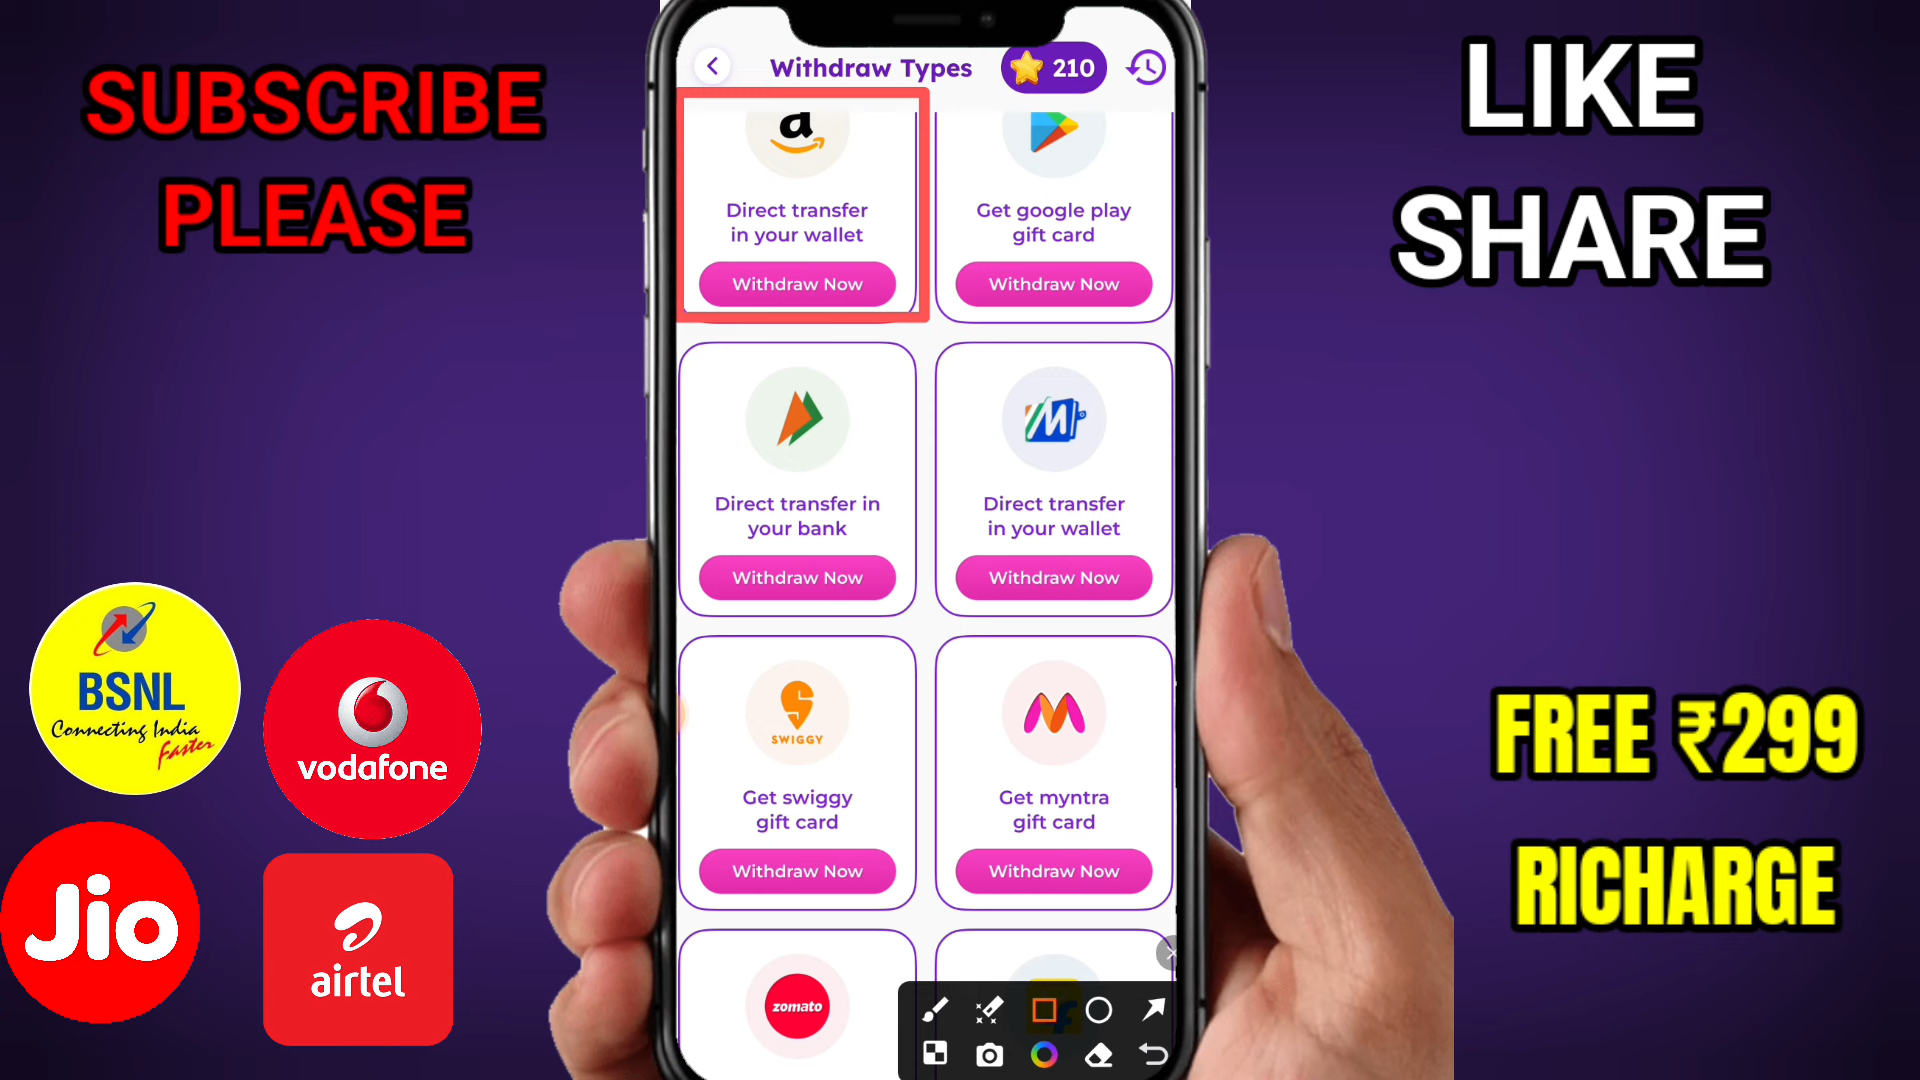 SUBSCRIBE
PLEASE
LIKE
SHARE
Withdraw Types
210
a
Direct transfer
in your wallet
Withdraw Now
Get google play
gift card
Withdraw Now
Direct transfer in
your bank
Withdraw Now
M
Direct transfer
in your wallet
Withdraw Now
SWIGGY
Get swiggy
gift card
Withdraw Now
Get myntra
gift card
Withdraw Now
zomato
BSNL
Connecting India
Faster
vodafone
Jio
airtel
FREE ₹299
RICHARGE